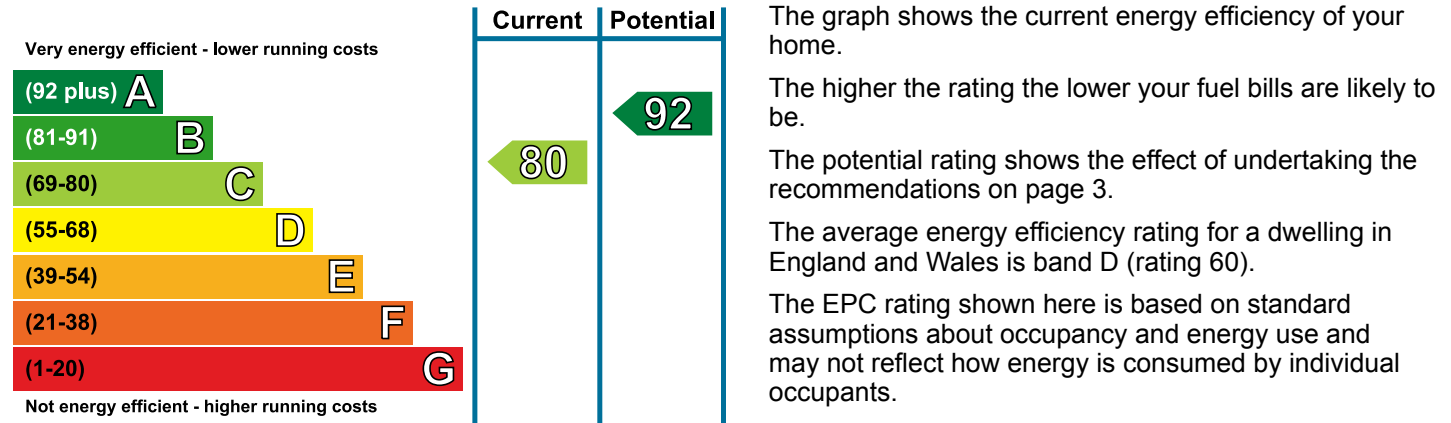 Current Potential
Very energy efficient - lower running costs
(92 plus) A
(81-91) B
(69-80) C
(55-68) D
(39-54) E
(21-38) F
(1-20) G
Not energy efficient - higher running costs
80
92
The graph shows the current energy efficiency of your
home.
The higher the rating the lower your fuel bills are likely to
be.
The potential rating shows the effect of undertaking the
recommendations on page 3.
The average energy efficiency rating for a dwelling in
England and Wales is band D (rating 60).
The EPC rating shown here is based on standard
assumptions about occupancy and energy use and
may not reflect how energy is consumed by individual
occupants.